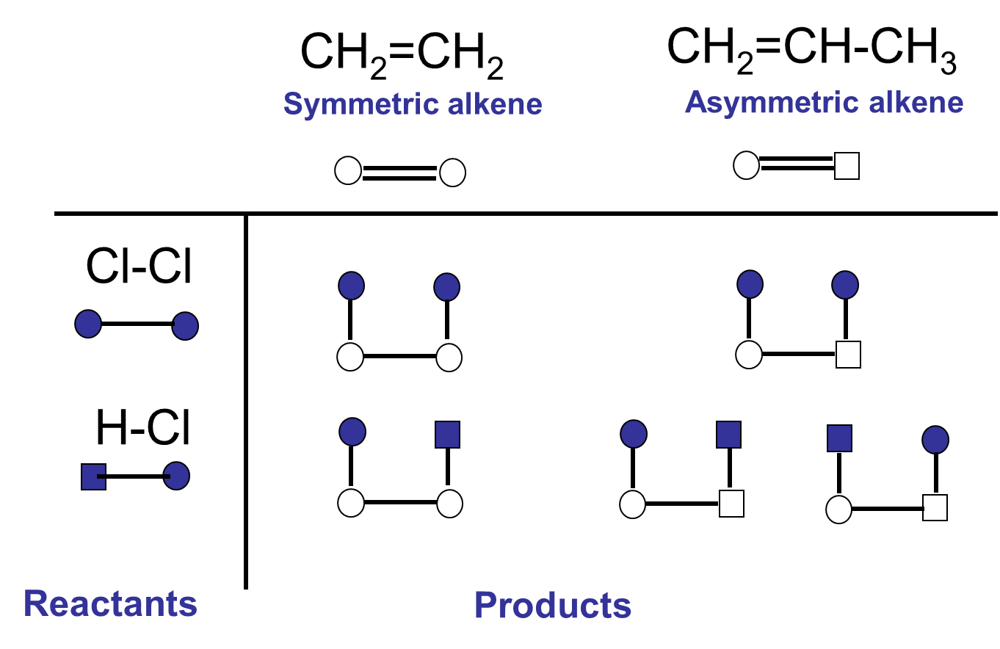 CH₂=CH₂
Symmetric alkene
CH₂=CH-CH₃
Asymmetric alkene
Cl-Cl
H-Cl
Reactants
Products